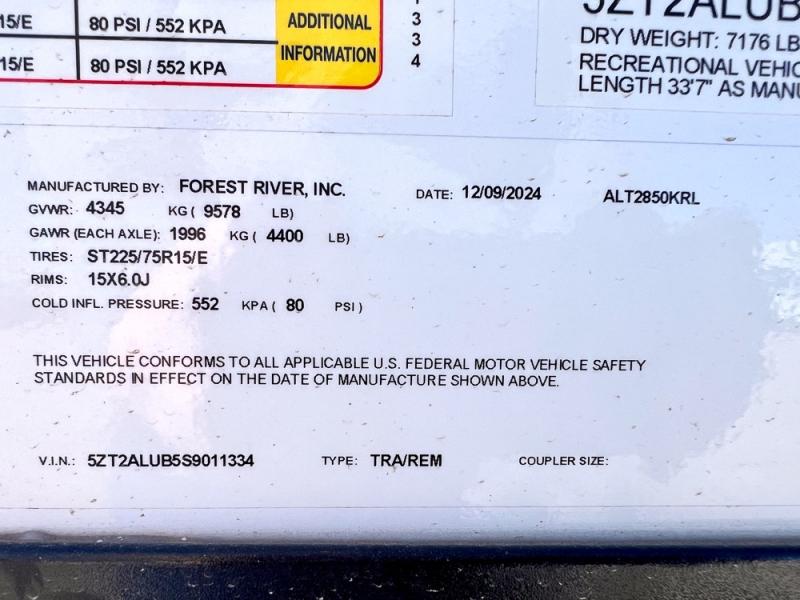 15/E 80 PSI / 552 KPA
15/E 80 PSI / 552 KPA
ADDITIONAL
INFORMATION
3
3
4
5ZT2ALUB
DRY WEIGHT: 7176 LB
RECREATIONAL VEHIC
LENGTH 33'7" AS MANU
MANUFACTURED BY: FOREST RIVER, INC. DATE: 12/09/2024 ALT2850KRL
GVWR: 4345 KG ( 9578 LB)
GAWR (EACH AXLE): 1996 KG ( 4400 LB)
TIRES: ST225/75R15/E
RIMS: 15X6.0J
COLD INFL. PRESSURE: 552 KPA ( 80 PSI )
THIS VEHICLE CONFORMS TO ALL APPLICABLE U.S. FEDERAL MOTOR VEHICLE SAFETY
STANDARDS IN EFFECT ON THE DATE OF MANUFACTURE SHOWN ABOVE.
V.I.N.: 5ZT2ALUB5S9011334 TYPE: TRA/REM COUPLER SIZE: